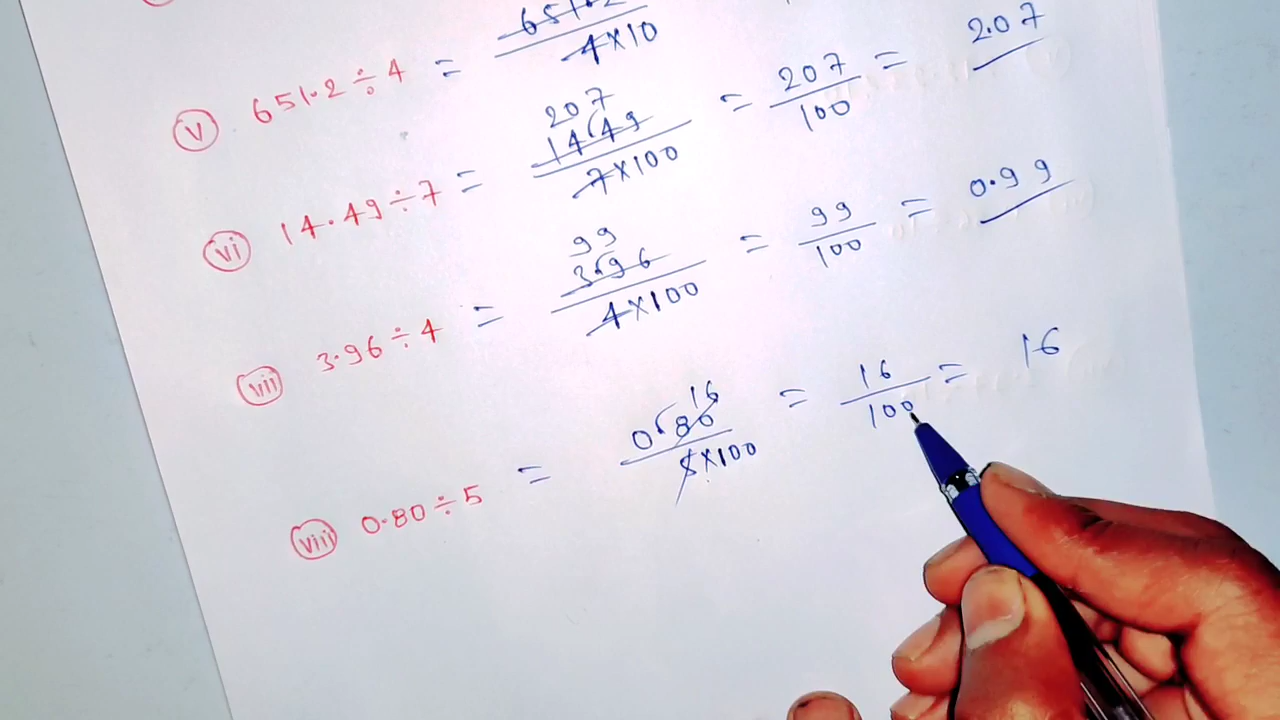 (v) 651.2 ÷ 4 = 651.2 / 4×10
(vi) 14.49 ÷ 7 = 207 14.49 / 7×100 = 207 / 100 = 2.07
(vii) 3.96 ÷ 4 = 99 3.96 / 4×100 = 99 / 100 = 0.99
(viii) 0.80 ÷ 5 = 16 0.80 / 5×100 = 16 / 100 = 16